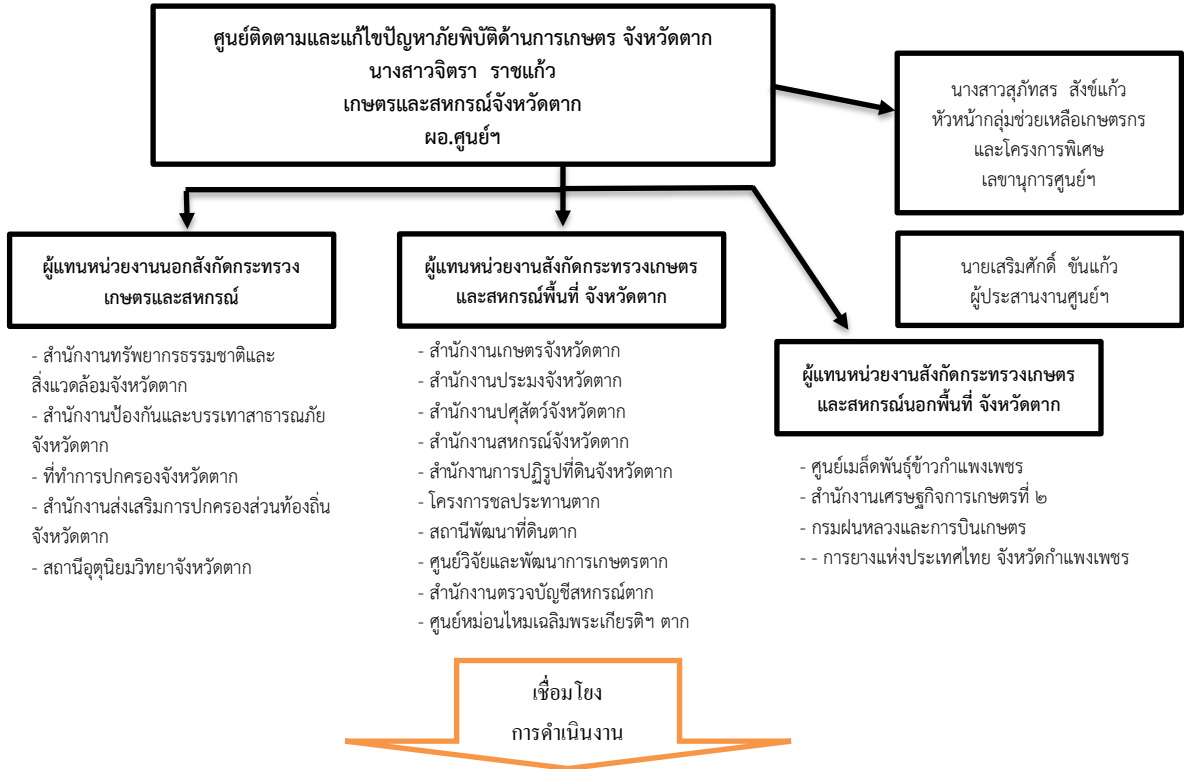 ศูนย์ติดตามและแก้ไขปัญหาภัยพิบัติด้านการเกษตร จังหวัดตาก
นางสาวจิตรา ราชแก้ว
เกษตรและสหกรณ์จังหวัดตาก
ผอ.ศูนย์ฯ
นางสาวสุภัทสร สังข์แก้ว
หัวหน้ากลุ่มช่วยเหลือเกษตรกร
และโครงการพิเศษ
เลขานุการศูนย์ฯ
นายเสริมศักดิ์ ขันแก้ว
ผู้ประสานงานศูนย์ฯ
ผู้แทนหน่วยงานนอกสังกัดกระทรวง
เกษตรและสหกรณ์
- สำนักงานทรัพยากรธรรมชาติและ
สิ่งแวดล้อมจังหวัดตาก
- สำนักงานป้องกันและบรรเทาสาธารณภัย
จังหวัดตาก
- ที่ทำการปกครองจังหวัดตาก
- สำนักงานส่งเสริมการปกครองส่วนท้องถิ่น
จังหวัดตาก
- สถานีอุตุนิยมวิทยาจังหวัดตาก
ผู้แทนหน่วยงานสังกัดกระทรวงเกษตร
และสหกรณ์พื้นที่ จังหวัดตาก
- สำนักงานเกษตรจังหวัดตาก
- สำนักงานประมงจังหวัดตาก
- สำนักงานปศุสัตว์จังหวัดตาก
- สำนักงานสหกรณ์จังหวัดตาก
- สำนักงานการปฏิรูปที่ดินจังหวัดตาก
- โครงการชลประทานตาก
- สถานีพัฒนาที่ดินตาก
- ศูนย์วิจัยและพัฒนาการเกษตรตาก
- สำนักงานตรวจบัญชีสหกรณ์ตาก
- ศูนย์หม่อนไหมเฉลิมพระเกียรติฯ ตาก
ผู้แทนหน่วยงานสังกัดกระทรวงเกษตร
และสหกรณ์นอกพื้นที่ จังหวัดตาก
- ศูนย์เมล็ดพันธุ์ข้าวกำแพงเพชร
- สำนักงานเศรษฐกิจการเกษตรที่ ๒
- กรมฝนหลวงและการบินเกษตร
- - การยางแห่งประเทศไทย จังหวัดกำแพงเพชร
เชื่อมโยง
การดำเนินงาน